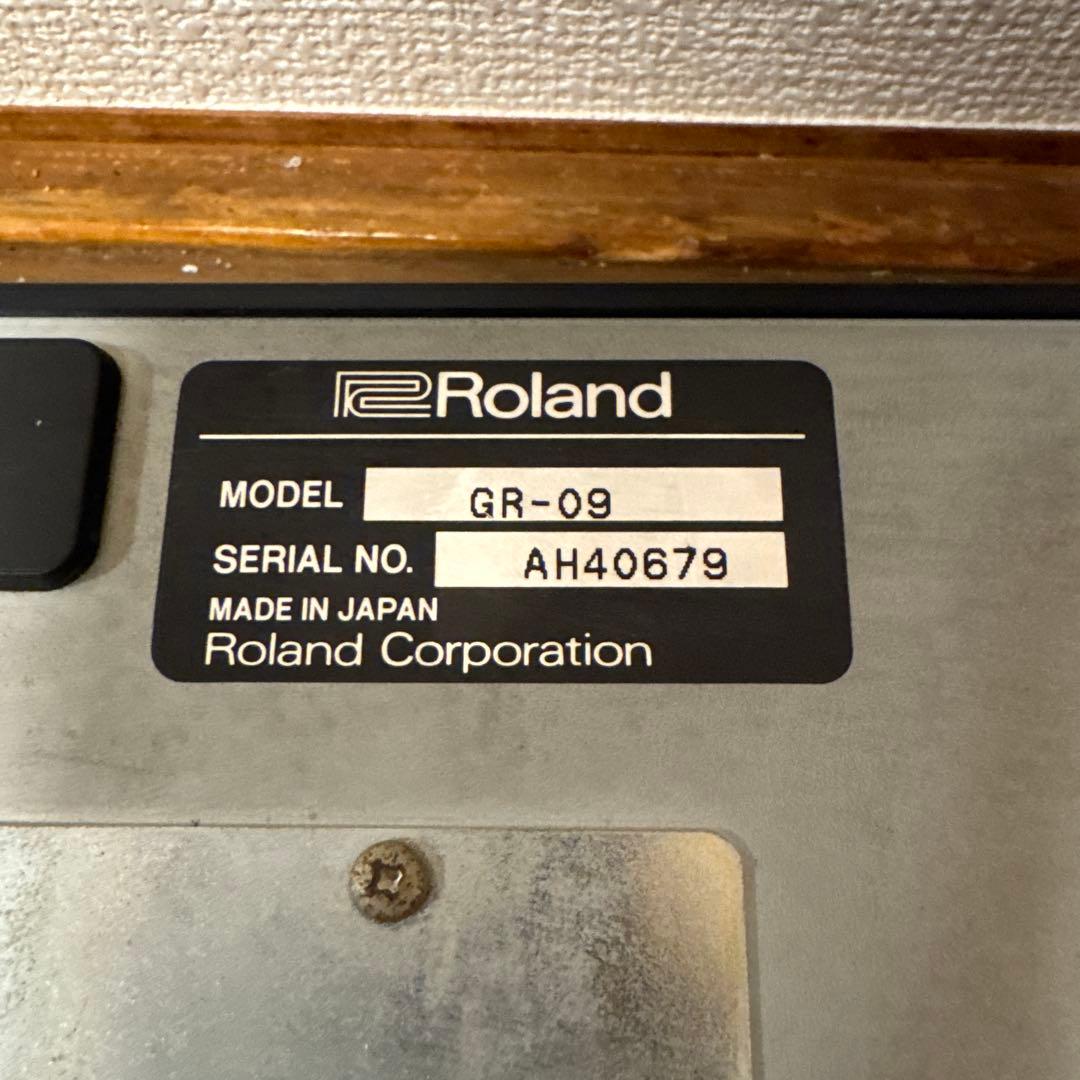 Roland
MODEL GR-09
SERIAL NO. AH40679
MADE IN JAPAN
Roland Corporation